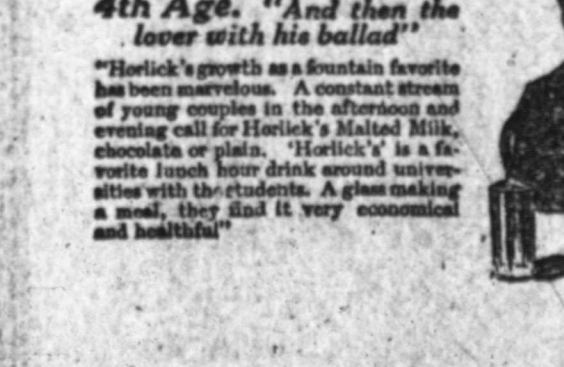 4th Age. "And then the
lover with his ballad"
"Horlick's growth as a fountain favorite
has been marvelous. A constant stream
of young couples in the afternoon and
evening call for Horlick's Malted Milk,
chocolate or plain. 'Horlick's' is a fa-
vorite lunch hour drink around univer-
sities with the students. A glass making
a meal, they find it very economical
and healthful"